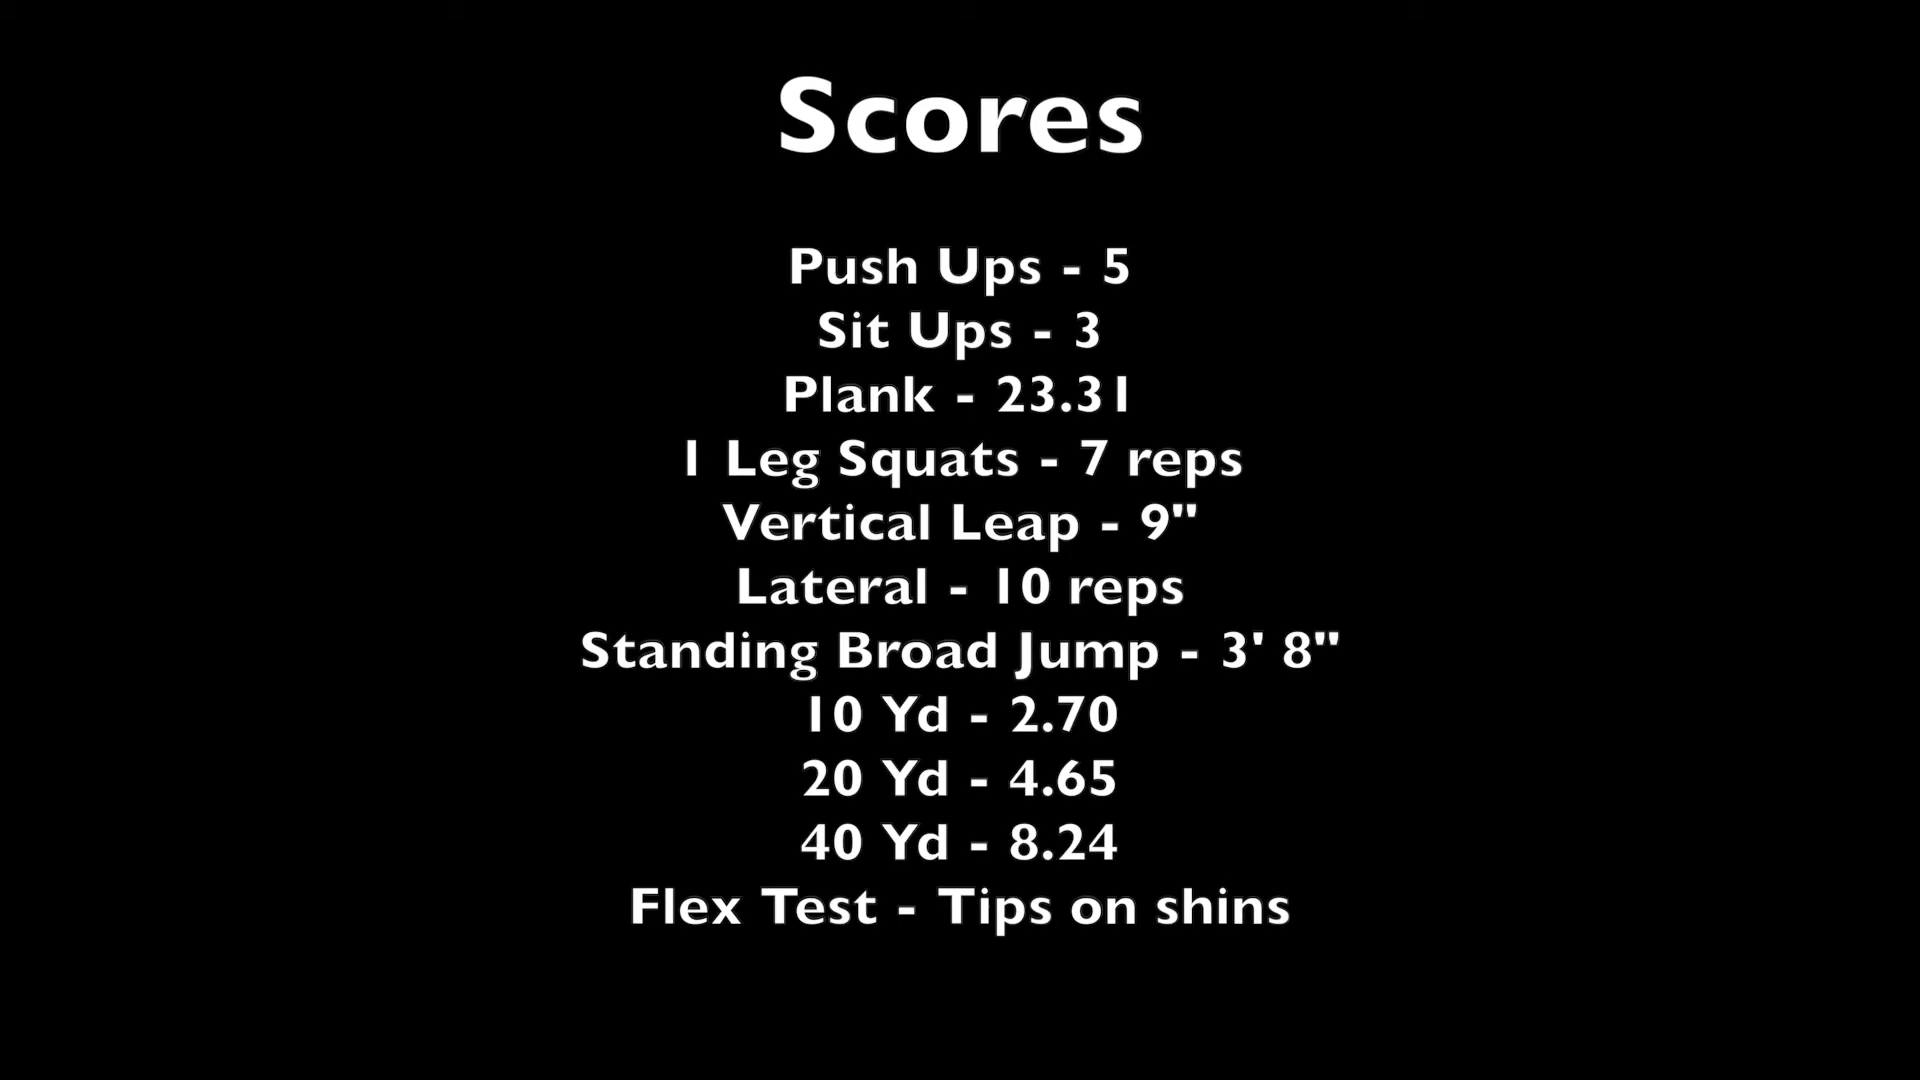 Scores
Push Ups - 5
Sit Ups - 3
Plank - 23.31
1 Leg Squats - 7 reps
Vertical Leap - 9"
Lateral - 10 reps
Standing Broad Jump - 3' 8"
10 Yd - 2.70
20 Yd - 4.65
40 Yd - 8.24
Flex Test - Tips on shins